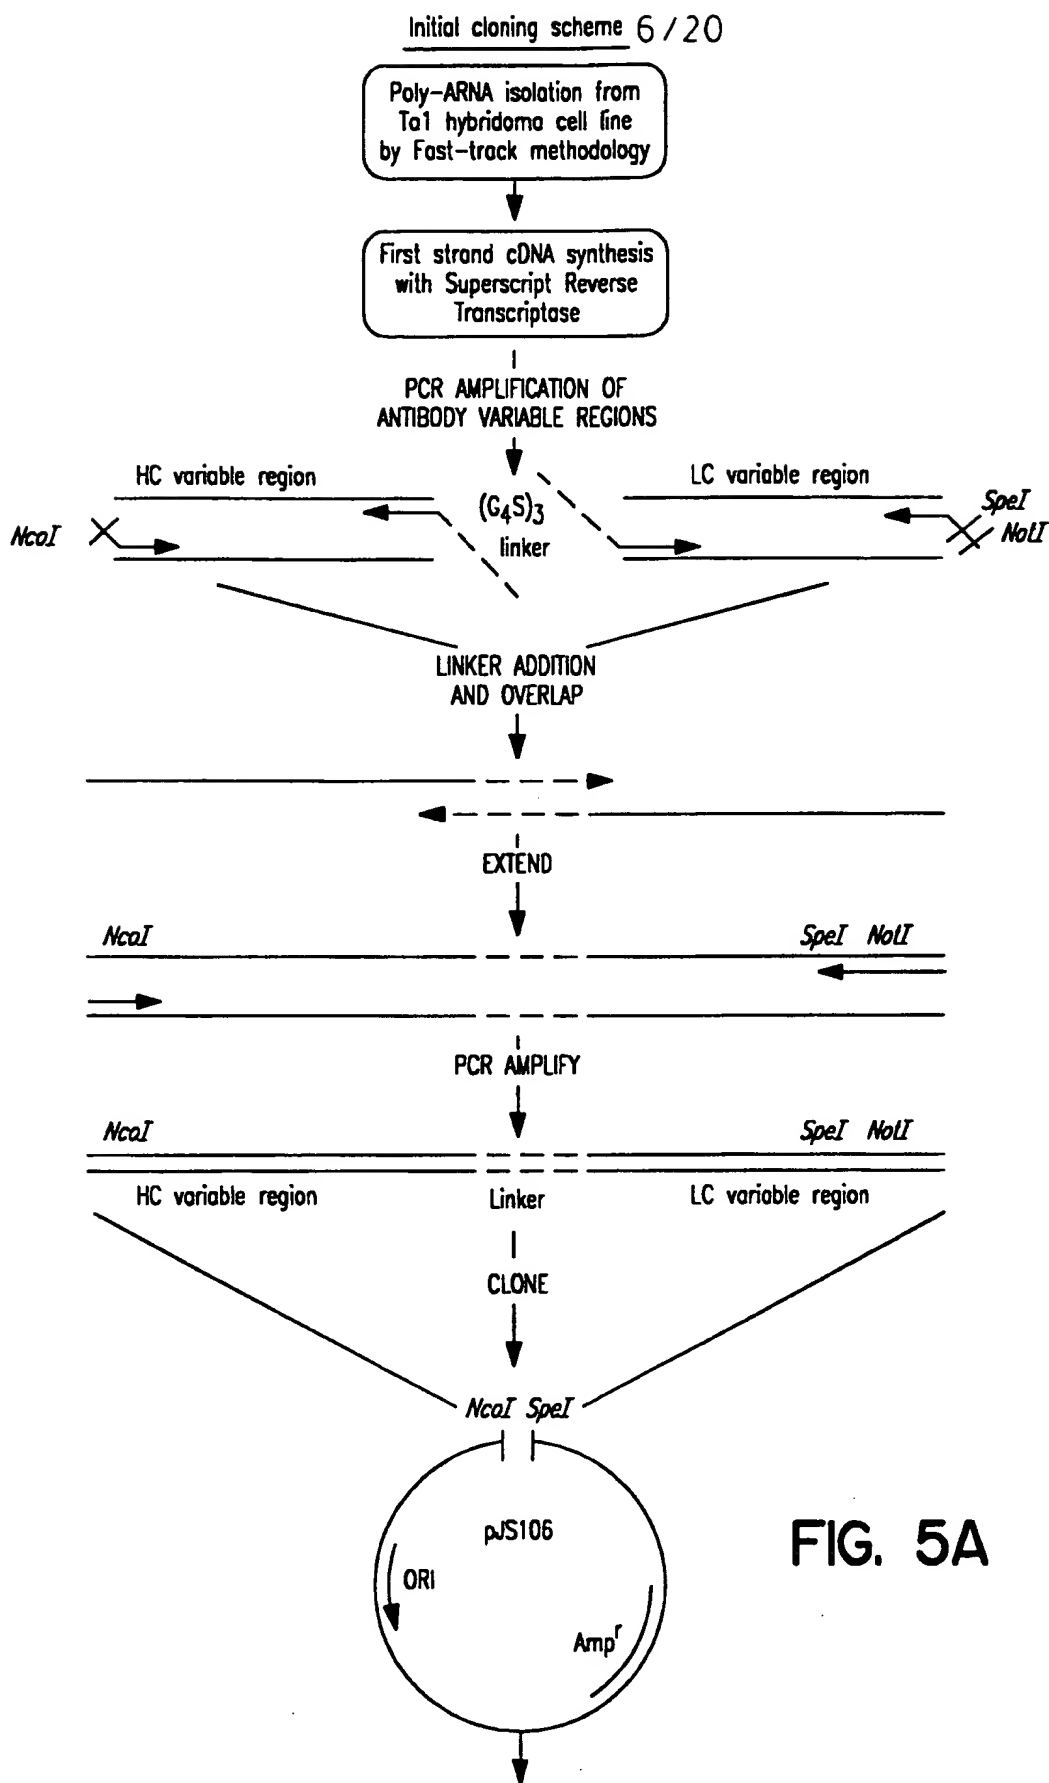 Initial cloning scheme 6/20
Poly-ARNA isolation from
Ta1 hybridoma cell line
by Fast-track methodology
First strand cDNA synthesis
with Superscript Reverse
Transcriptase
PCR AMPLIFICATION OF
ANTIBODY VARIABLE REGIONS
HC variable region
LC variable region
NcoI
(G4S)3
linker
SpeI
NotI
LINKER ADDITION
AND OVERLAP
EXTEND
NcoI
SpeI NotI
PCR AMPLIFY
NcoI
SpeI NotI
HC variable region
Linker
LC variable region
CLONE
NcoI SpeI
pJS106
ORI
Ampr
FIG. 5A